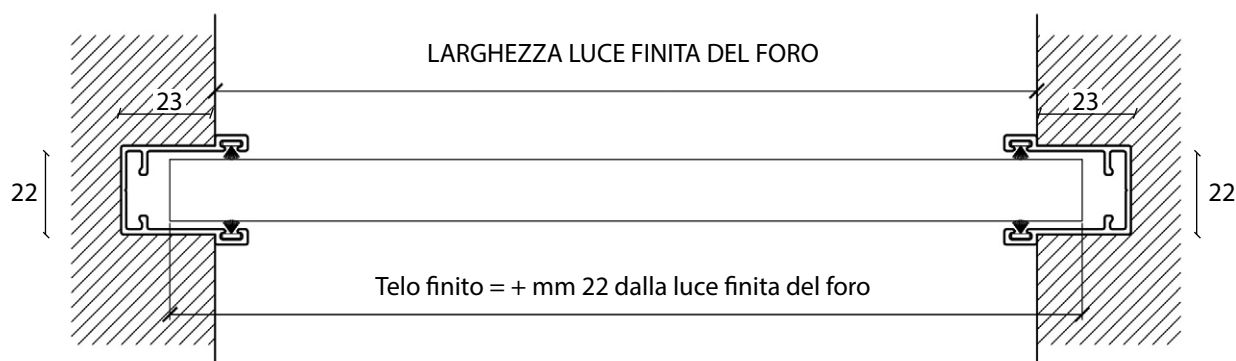 LARGHEZZA LUCE FINITA DEL FORO
23
23
22
22
Telo finito = + mm 22 dalla luce finita del foro